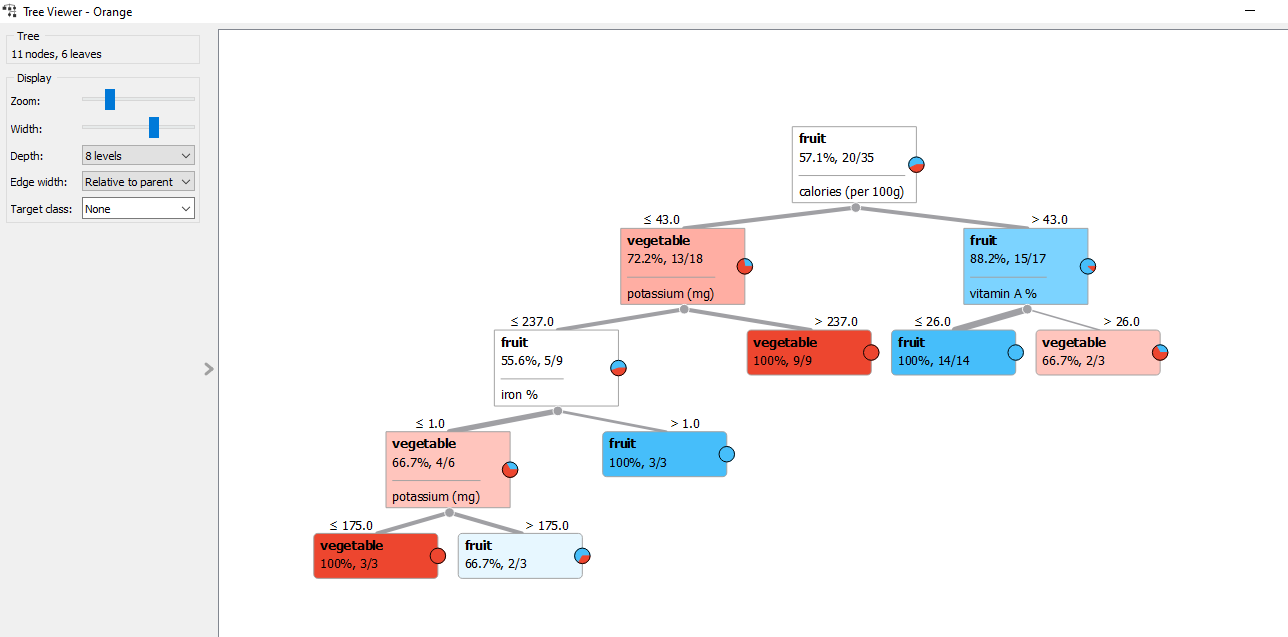 Tree Viewer - Orange
Tree
11 nodes, 6 leaves
Display
Zoom:
Width:
Depth: 8 levels
Edge width: Relative to parent
Target class: None
fruit
57.1%, 20/35
calories (per 100g)
≤ 43.0 > 43.0
vegetable
72.2%, 13/18
potassium (mg)
fruit
88.2%, 15/17
vitamin A %
≤ 237.0 > 237.0 ≤ 26.0 > 26.0
fruit
55.6%, 5/9
iron %
vegetable
100%, 9/9
fruit
100%, 14/14
vegetable
66.7%, 2/3
≤ 1.0 > 1.0
vegetable
66.7%, 4/6
potassium (mg)
fruit
100%, 3/3
≤ 175.0 > 175.0
vegetable
100%, 3/3
fruit
66.7%, 2/3